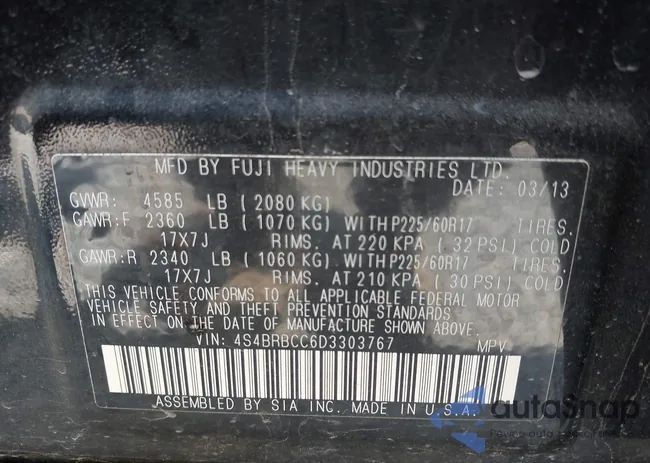 MFD BY FUJI HEAVY INDUSTRIES LTD.
DATE: 03/13
GVWR: 4585 LB (2080 KG)
GAWR:F 2360 LB (1070 KG) WITH P225/60R17 TIRES,
17X7J RIMS, AT 220 KPA (32 PSI) COLD
GAWR:R 2340 LB (1060 KG) WITH P225/60R17 TIRES,
17X7J RIMS, AT 210 KPA (30 PSI) COLD
THIS VEHICLE CONFORMS TO ALL APPLICABLE FEDERAL MOTOR
VEHICLE SAFETY AND THEFT PREVENTION STANDARDS
IN EFFECT ON THE DATE OF MANUFACTURE SHOWN ABOVE.
VIN: 4S4BRBCC6D3303767 MPV
ASSEMBLED BY SIA INC. MADE IN U.S.A.
autoSnap